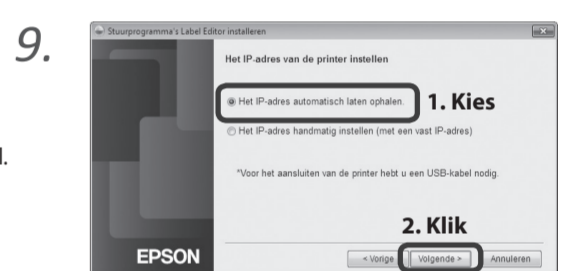 9.
Stuurprogramma's Label Editor installeren
Het IP-adres van de printer instellen
Het IP-adres automatisch laten ophalen.
1. Kies
Het IP-adres handmatig instellen (met een vast IP-adres)
*Voor het aansluiten van de printer hebt u een USB-kabel nodig.
2. Klik
EPSON
< Vorige
Volgende >
Annuleren